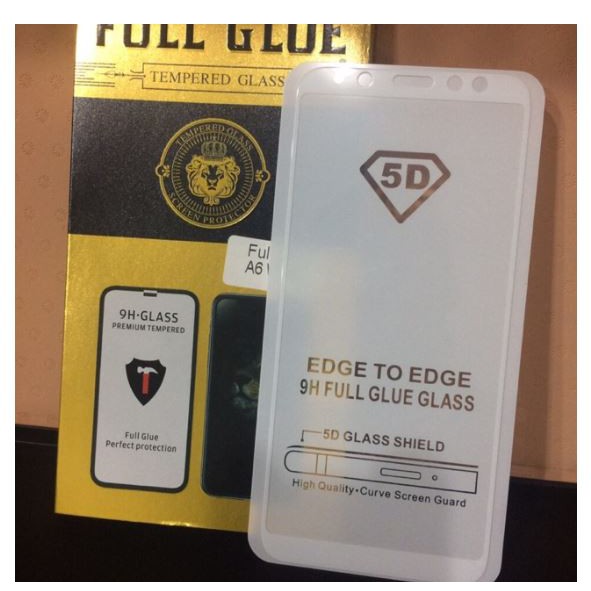 FULL GLUE
TEMPERED GLASS
TEMPERED GLASS
SCREEN PROTECTOR
Ful
A6
9H-GLASS
PREMIUM TEMPERED
Full Glue
Perfect protection
5D
EDGE TO EDGE
9H FULL GLUE GLASS
5D GLASS SHIELD
High Quality•Curve Screen Guard